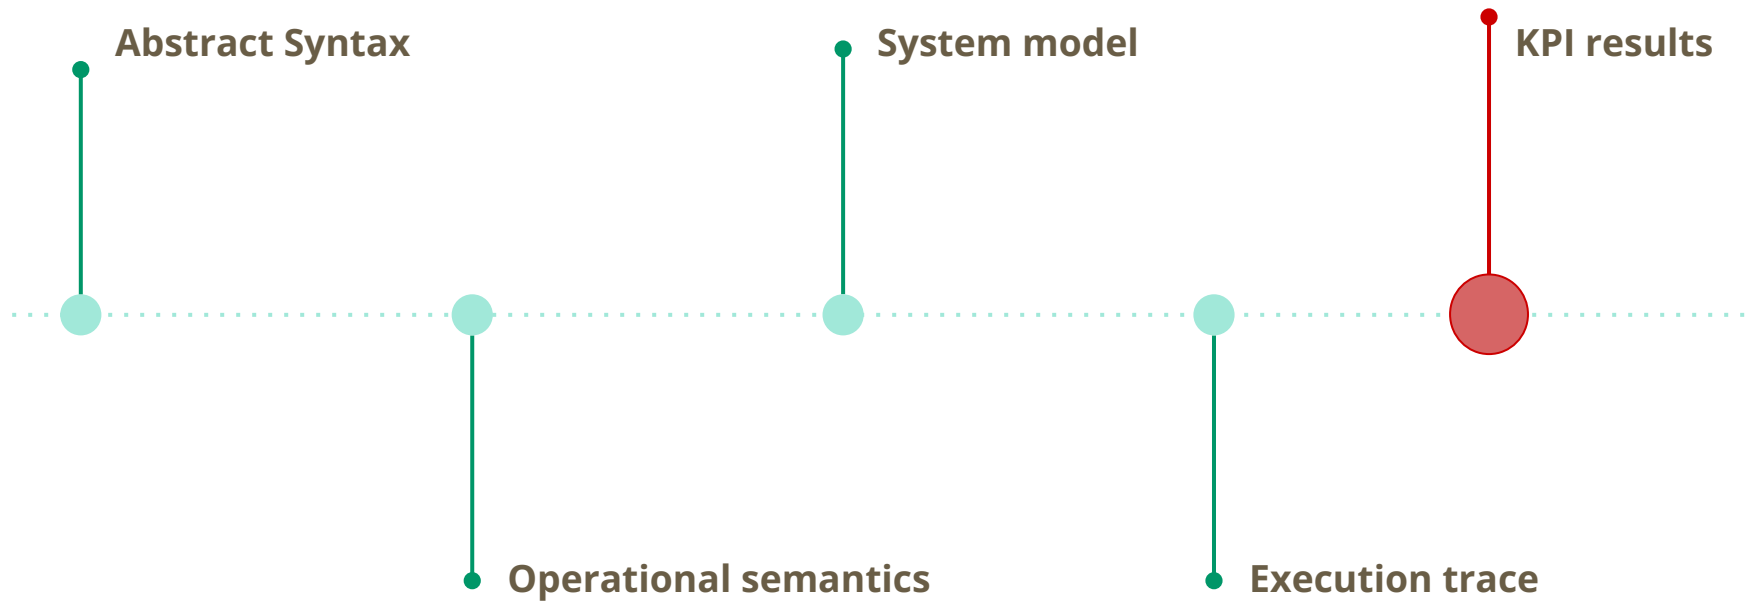 Abstract Syntax
System model
KPI results
Operational semantics
Execution trace